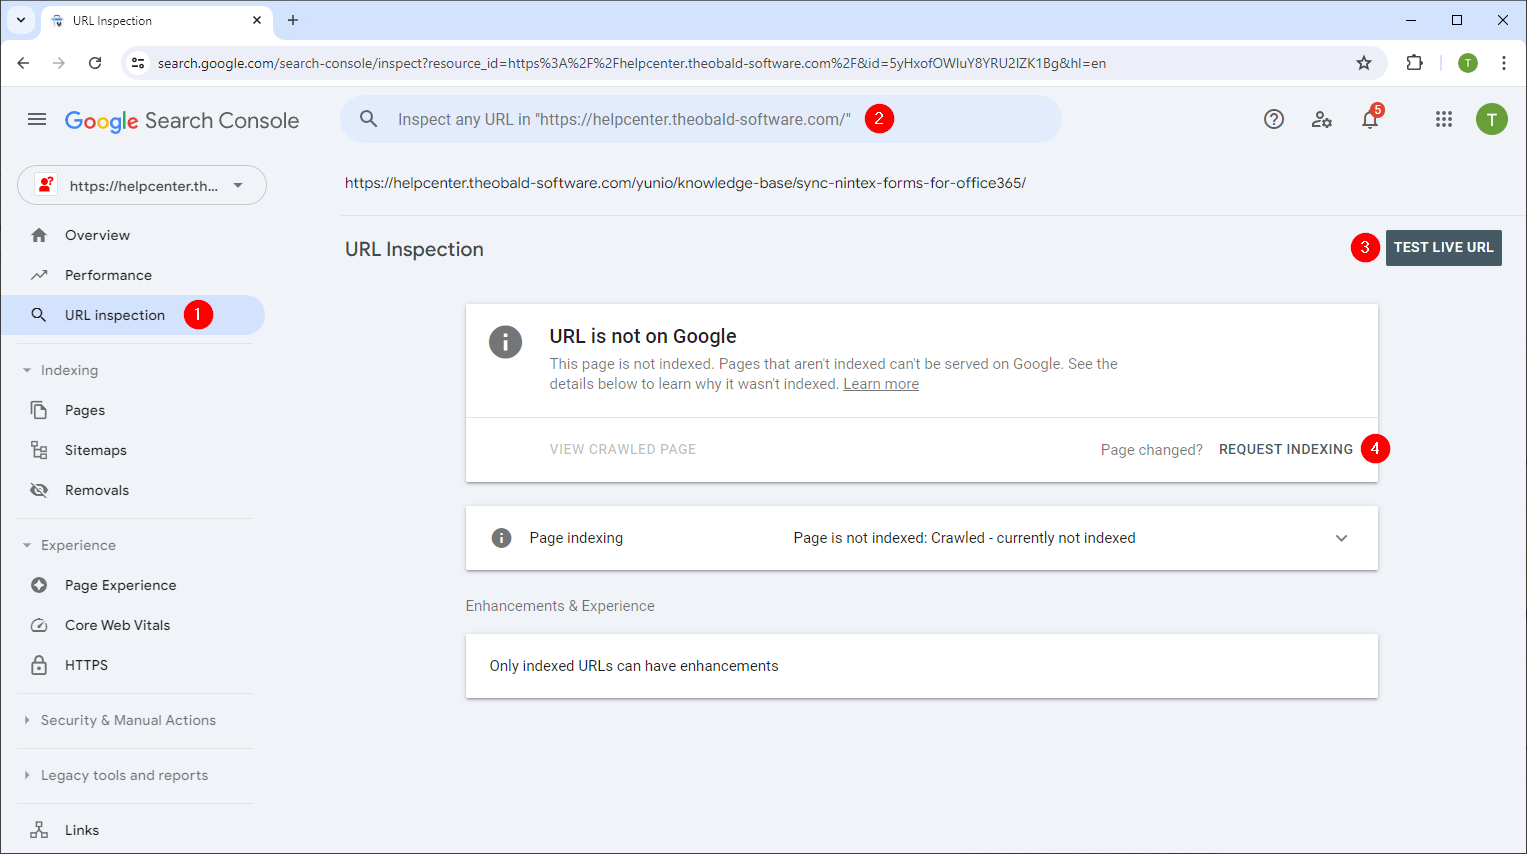 URL Inspection
search.google.com/search-console/inspect?resource_id=https%3A%2F%2Fhelpcenter.theobald-software.com%2F&id=5yHxofOWIuY8YRU2IZK1Bg&hl=en
T
Google Search Console
Inspect any URL in "https://helpcenter.theobald-software.com/"
2
5
T
https://helpcenter.th...
https://helpcenter.theobald-software.com/yunio/knowledge-base/sync-nintex-forms-for-office365/
Overview
Performance
URL inspection
1
Indexing
Pages
Sitemaps
Removals
Experience
Page Experience
Core Web Vitals
HTTPS
Security & Manual Actions
Legacy tools and reports
Links
URL Inspection
3
TEST LIVE URL
URL is not on Google
This page is not indexed. Pages that aren't indexed can't be served on Google. See the
details below to learn why it wasn't indexed. Learn more
VIEW CRAWLED PAGE
Page changed?
REQUEST INDEXING
4
Page indexing
Page is not indexed: Crawled - currently not indexed
Enhancements & Experience
Only indexed URLs can have enhancements